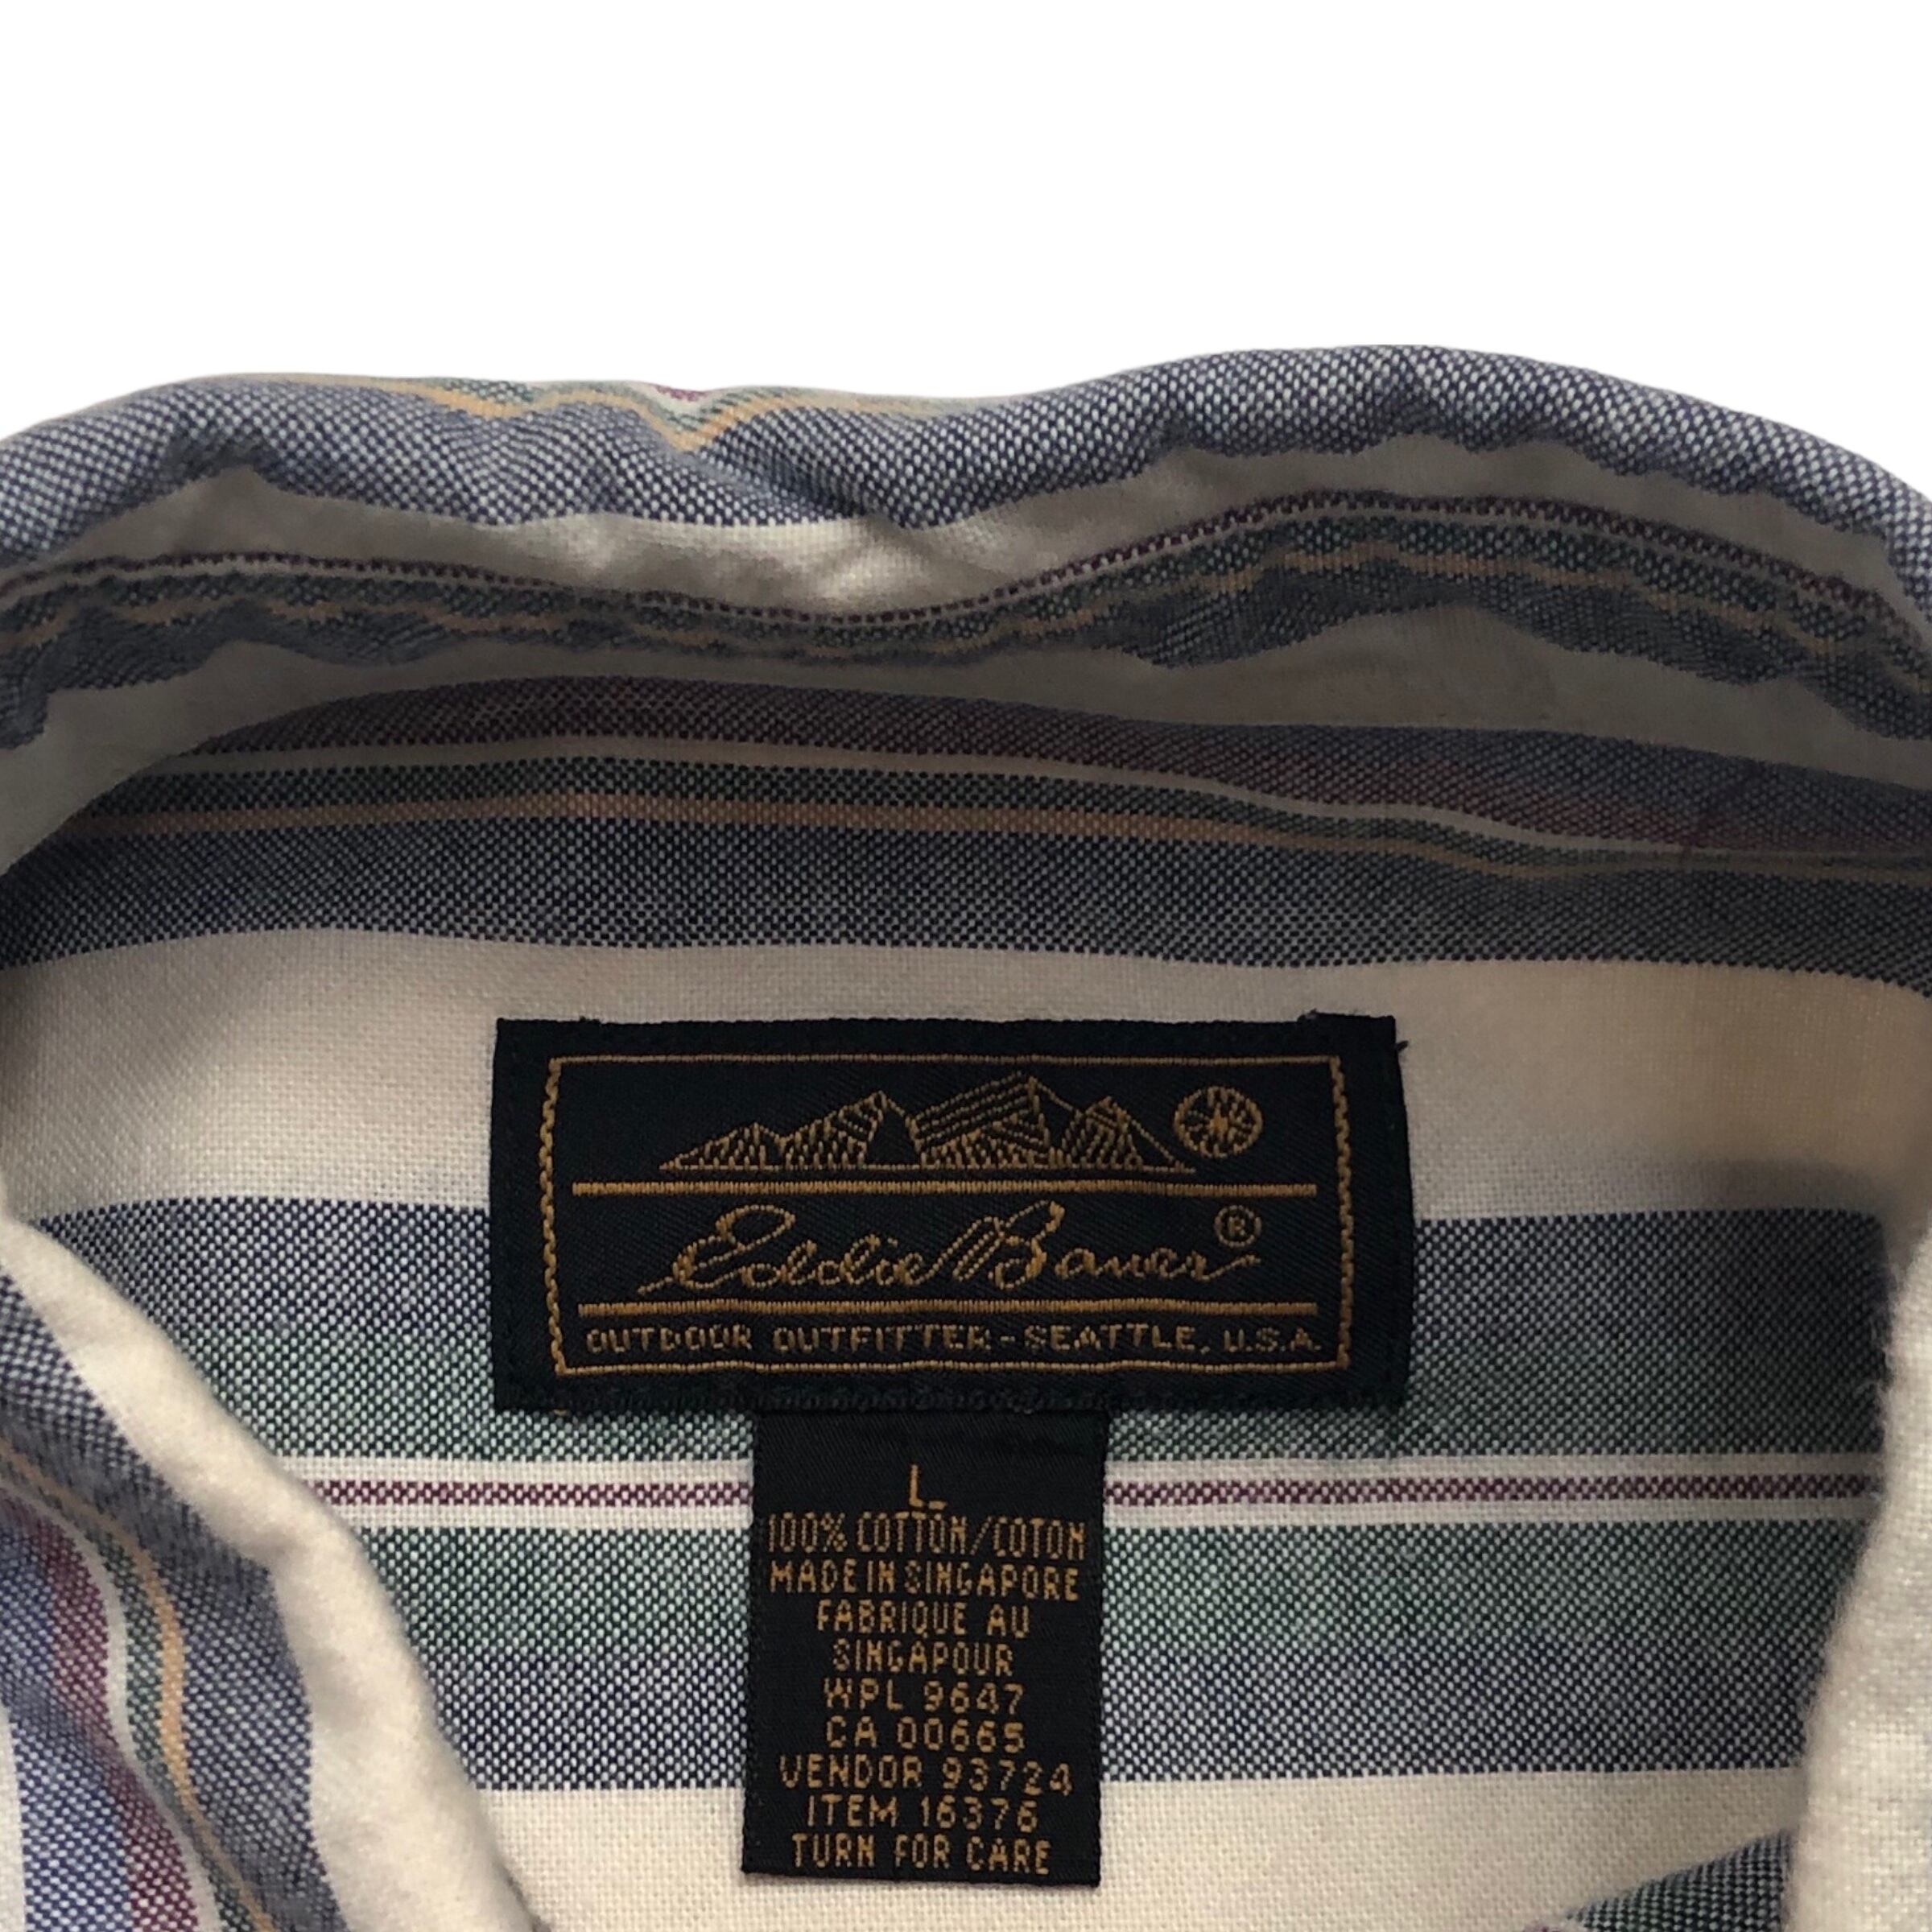 Eddie Bauer®
OUTDOOR OUTFITTER-SEATTLE, U.S.A.
L
100% COTTON/COTON
MADE IN SINGAPORE
FABRIQUE AU
SINGAPOUR
WPL 9647
CA 00665
VENDOR 93724
ITEM 16376
TURN FOR CARE